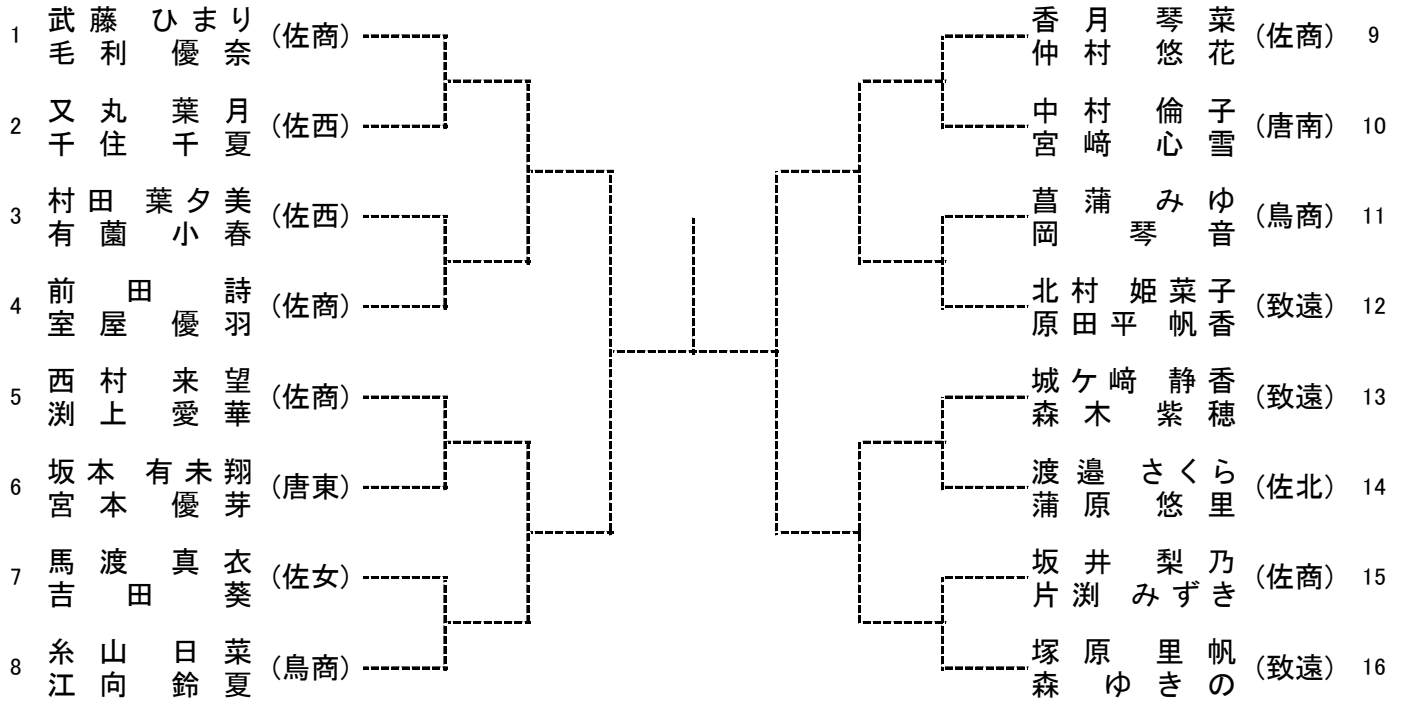 武藤 ひまり
1 (佐商)
毛利 優奈
又丸 葉月
2 (佐西)
千住 千夏
村田 葉夕美
3 (佐西)
有薗 小春
前田 詩
4 (佐商)
室屋 優羽
西村 来望
5 (佐商)
渕上 愛華
坂本 有未翔
6 (唐東)
宮本 優芽
馬渡 真衣
7 (佐女)
吉田 葵
糸山 日菜
8 (鳥商)
江向 鈴夏
香月 琴菜
(佐商) 9
仲村 悠花
中村 倫子
(唐南) 10
宮﨑 心雪
菖蒲 みゆ
(鳥商) 11
岡 琴音
北村 姫菜子
(致遠) 12
原田平 帆香
城ケ﨑 静香
(致遠) 13
森木 紫穂
渡邉 さくら
(佐北) 14
蒲原 悠里
坂井 梨乃
(佐商) 15
片渕 みずき
塚原 里帆
(致遠) 16
森 ゆきの